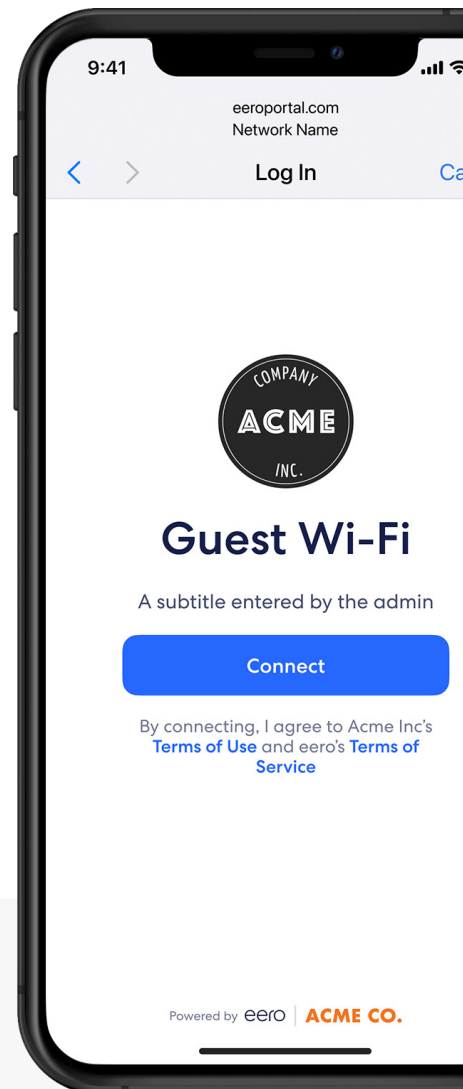 9:41
eeroportal.com
Network Name
Log In
Ca
COMPANY
ACME
INC.
Guest Wi-Fi
A subtitle entered by the admin
Connect
By connecting, I agree to Acme Inc's
Terms of Use and eero's Terms of
Service
Powered by eero | ACME CO.